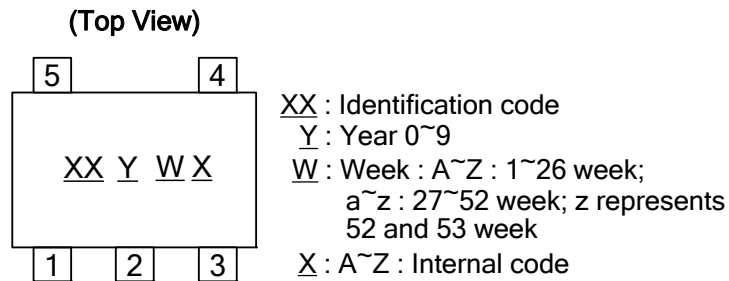 (Top View)
5 4
XX Y W X
1 2 3
XX : Identification code
Y : Year 0~9
W : Week : A~Z : 1~26 week;
a~z : 27~52 week; z represents
52 and 53 week
X : A~Z : Internal code